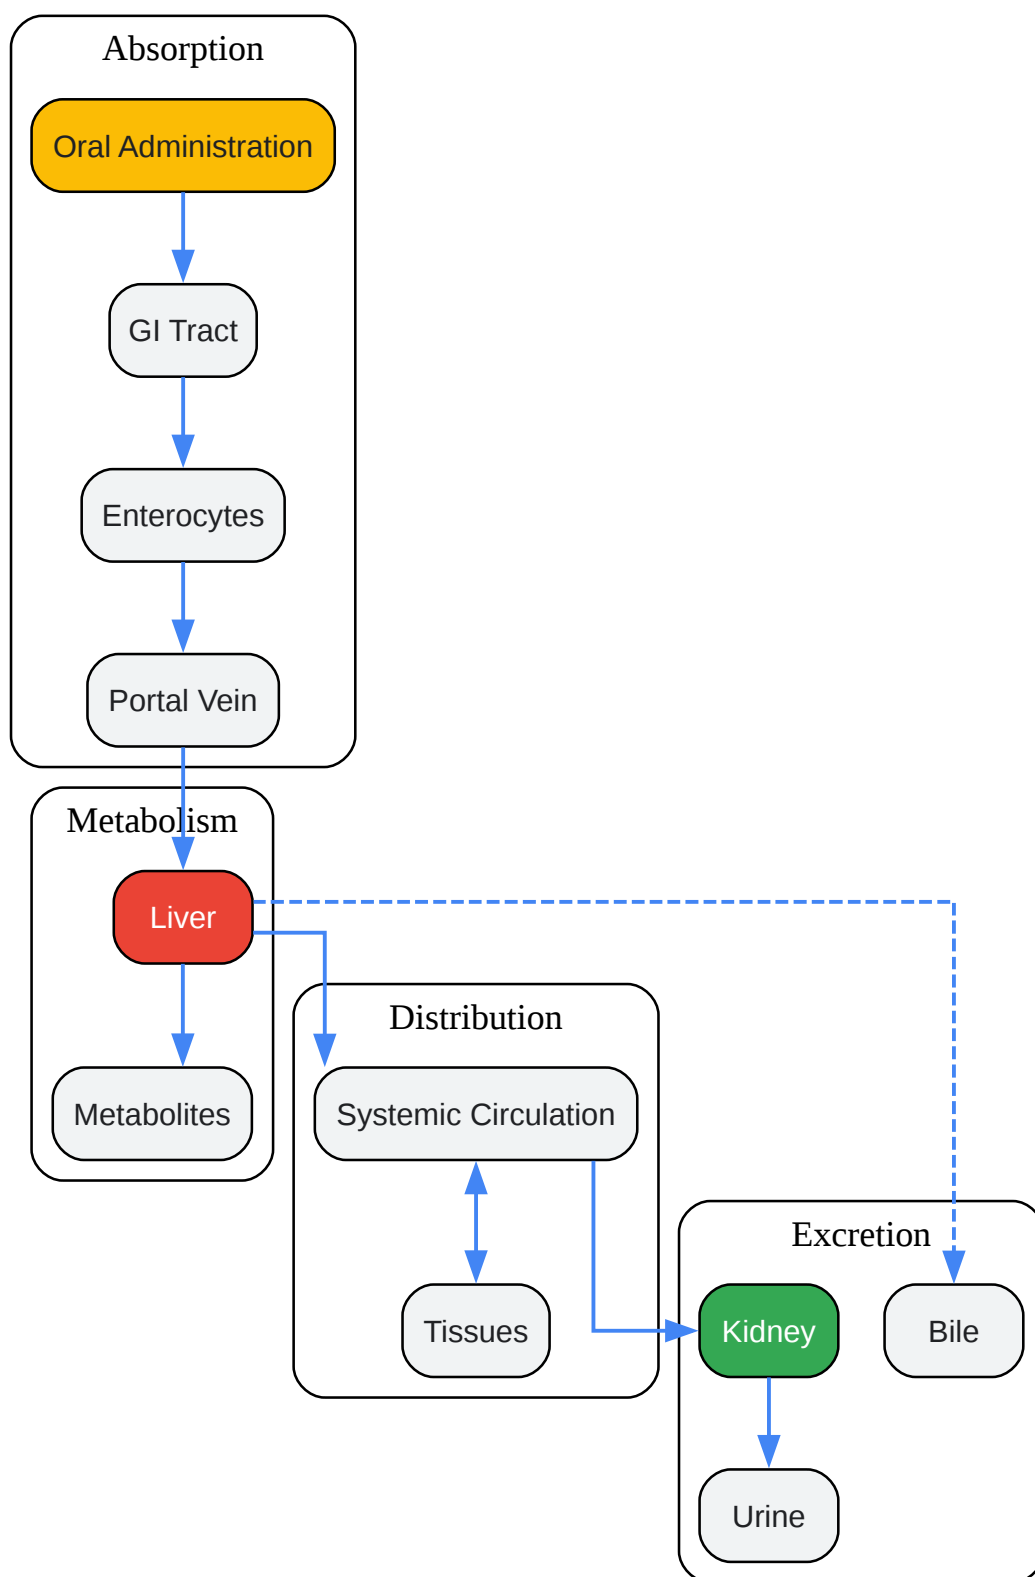 Absorption
Oral Administration
GI Tract
Enterocytes
Portal Vein
Metabolism
Liver
Metabolites
Distribution
Systemic Circulation
Tissues
Excretion
Kidney
Bile
Urine